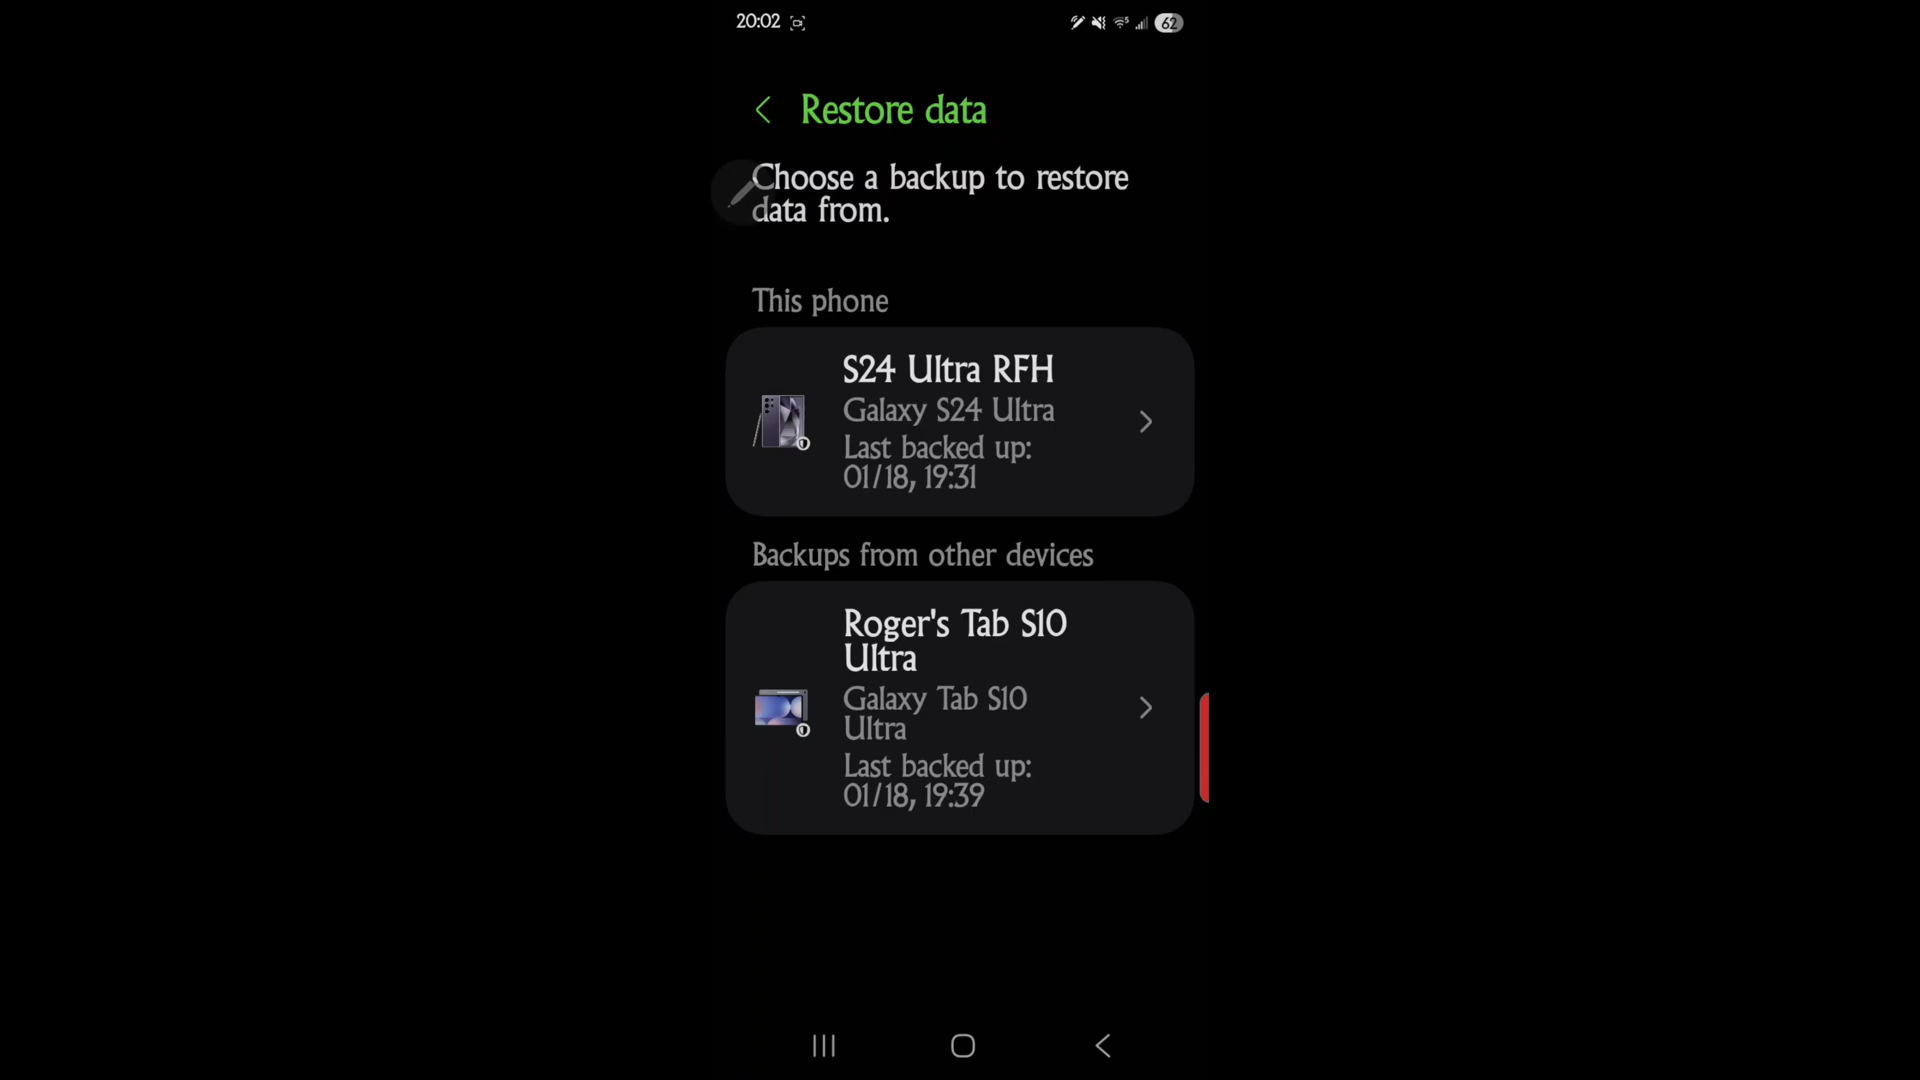 20:02
62
Restore data
Choose a backup to restore
data from.
This phone
S24 Ultra RFH
Galaxy S24 Ultra
Last backed up:
01/18, 19:31
Backups from other devices
Roger's Tab S10
Ultra
Galaxy Tab S10
Ultra
Last backed up:
01/18, 19:39